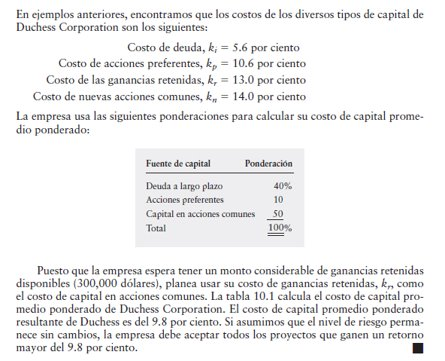 En ejemplos anteriores, encontramos que los costos de los diversos tipos de capital de
Duchess Corporation son los siguientes:
Costo de deuda, kᵢ = 5.6 por ciento
Costo de acciones preferentes, kₚ = 10.6 por ciento
Costo de las ganancias retenidas, kᵣ = 13.0 por ciento
Costo de nuevas acciones comunes, kₙ = 14.0 por ciento
La empresa usa las siguientes ponderaciones para calcular su costo de capital prome-
dio ponderado:
Fuente de capital Ponderación
Deuda a largo plazo 40%
Acciones preferentes 10
Capital en acciones comunes 50
Total 100%
Puesto que la empresa espera tener un monto considerable de ganancias retenidas
disponibles (300,000 dólares), planea usar su costo de ganancias retenidas, kᵣ, como
el costo de capital en acciones comunes. La tabla 10.1 calcula el costo de capital pro-
medio ponderado de Duchess Corporation. El costo de capital promedio ponderado
resultante de Duchess es del 9.8 por ciento. Si asumimos que el nivel de riesgo perma-
nece sin cambios, la empresa debe aceptar todos los proyectos que ganen un retorno
mayor del 9.8 por ciento.